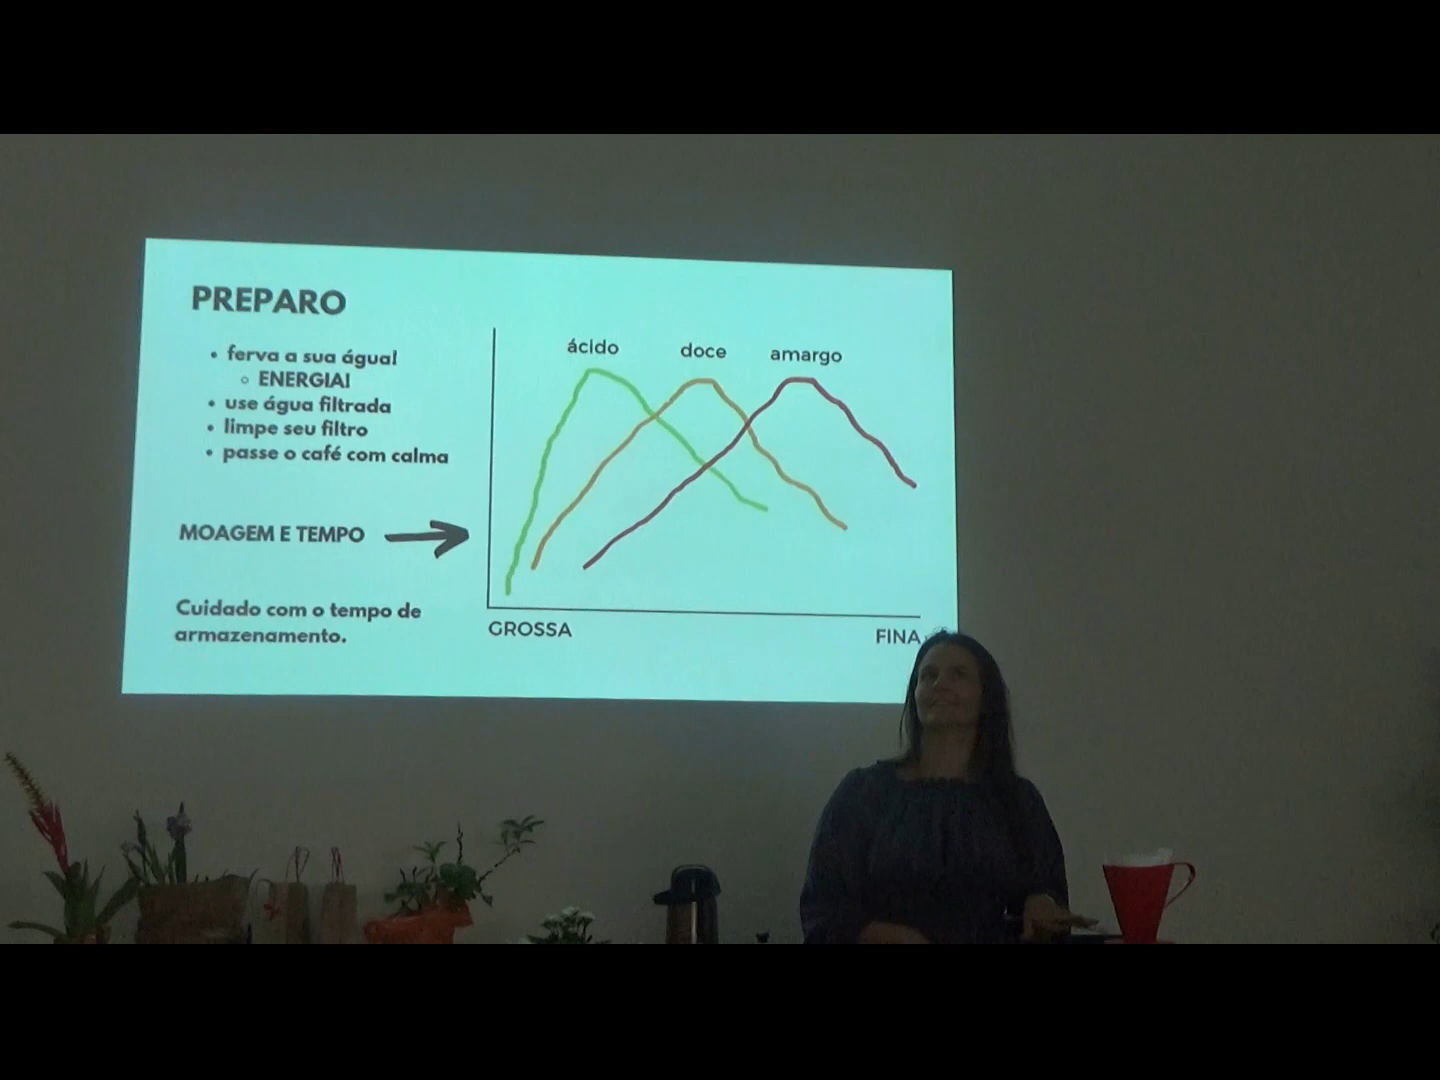 PREPARO
• ferva a sua água!
○ ENERGIA!
• use água filtrada
• limpe seu filtro
• passe o café com calma
MOAGEM E TEMPO
Cuidado com o tempo de
armazenamento.
ácido doce amargo
GROSSA FINA